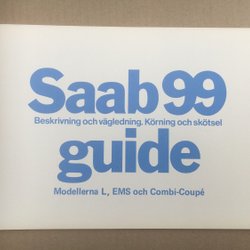 Saab 99
Beskrivning och vägledning. Körning och skötsel
guide
Modellerna L, EMS och Combi-Coupé